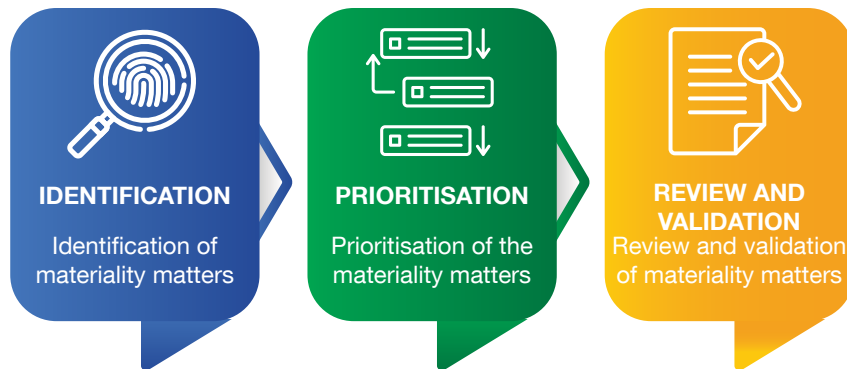 IDENTIFICATION
Identification of
materiality matters
PRIORITISATION
Prioritisation of the
materiality matters
REVIEW AND
VALIDATION
Review and validation
of materiality matters